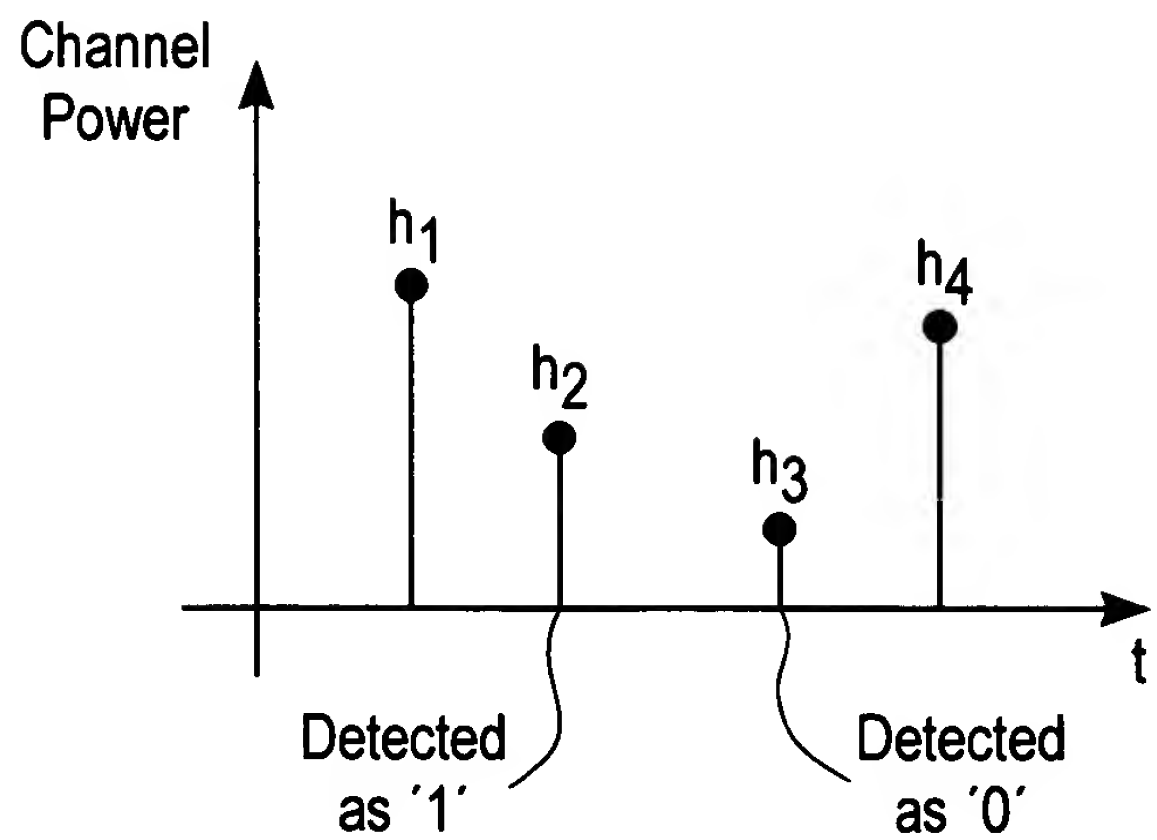 Channel
Power
h1
h4
h2
h3
t
Detected
as '1'
Detected
as '0'